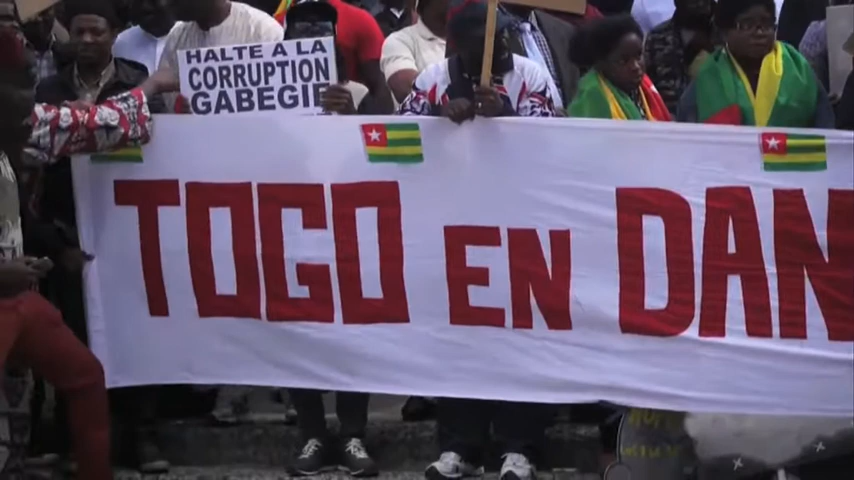 HALTE A LA
CORRUPTION
GABEGIE
TOGO EN DAN